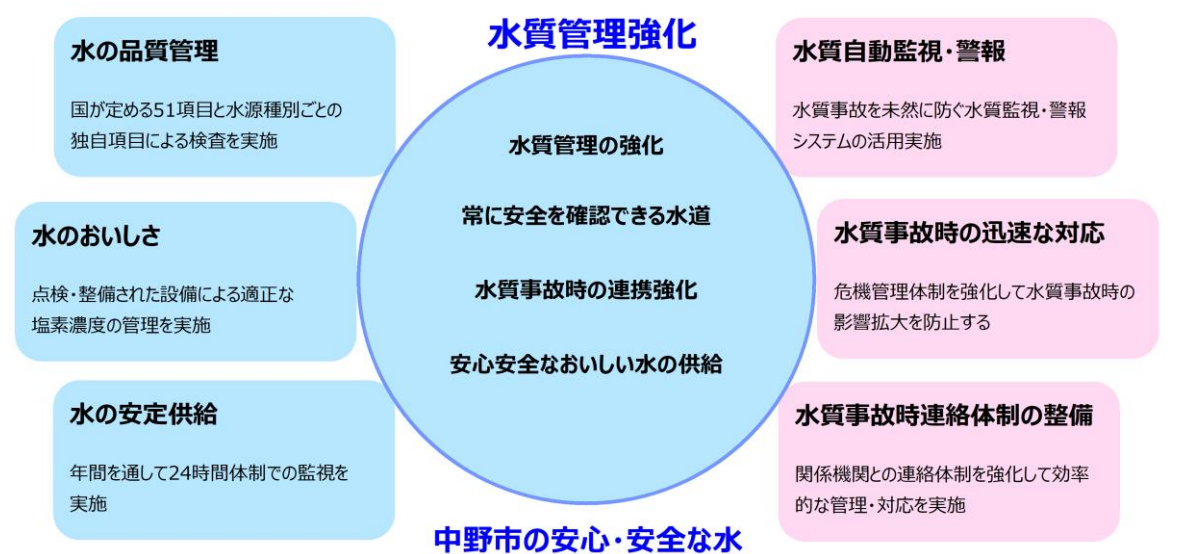 水質管理強化
水の品質管理
国が定める51項目と水源種別ごとの
独自項目による検査を実施
水のおいしさ
点検・整備された設備による適正な
塩素濃度の管理を実施
水の安定供給
年間を通して24時間体制での監視を
実施
水質管理の強化
常に安全を確認できる水道
水質事故時の連携強化
安心安全なおいしい水の供給
水質自動監視・警報
水質事故を未然に防ぐ水質監視・警報
システムの活用実施
水質事故時の迅速な対応
危機管理体制を強化して水質事故時の
影響拡大を防止する
水質事故時連絡体制の整備
関係機関との連絡体制を強化して効率
的な管理・対応を実施
中野市の安心・安全な水